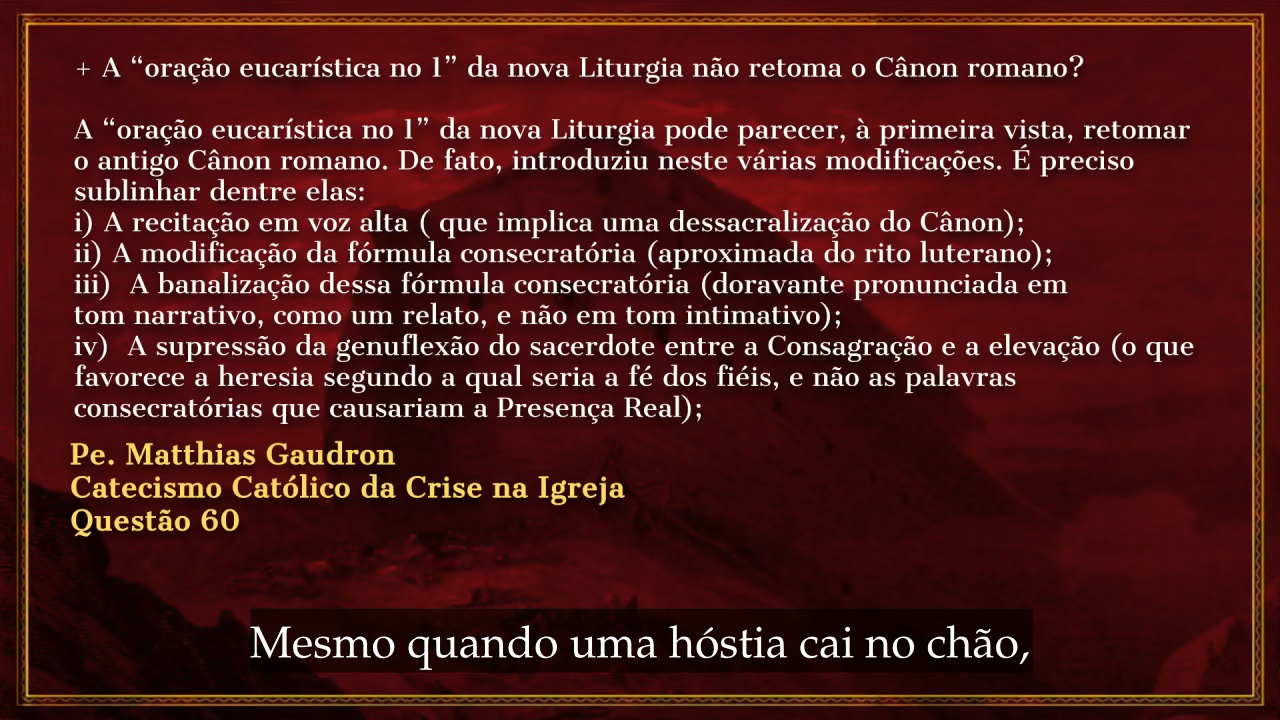 + A “oração eucarística no 1” da nova Liturgia não retoma o Cânon romano?
A “oração eucarística no 1” da nova Liturgia pode parecer, à primeira vista, retomar
o antigo Cânon romano. De fato, introduziu neste várias modificações. É preciso
sublinhar dentre elas:
i) A recitação em voz alta ( que implica uma dessacralização do Cânon);
ii) A modificação da fórmula consecratória (aproximada do rito luterano);
iii) A banalização dessa fórmula consecratória (doravante pronunciada em
tom narrativo, como um relato, e não em tom intimativo);
iv) A supressão da genuflexão do sacerdote entre a Consagração e a elevação (o que
favorece a heresia segundo a qual seria a fé dos fiéis, e não as palavras
consecratórias que causariam a Presença Real);
Pe. Matthias Gaudron
Catecismo Católico da Crise na Igreja
Questão 60
Mesmo quando uma hóstia cai no chão,